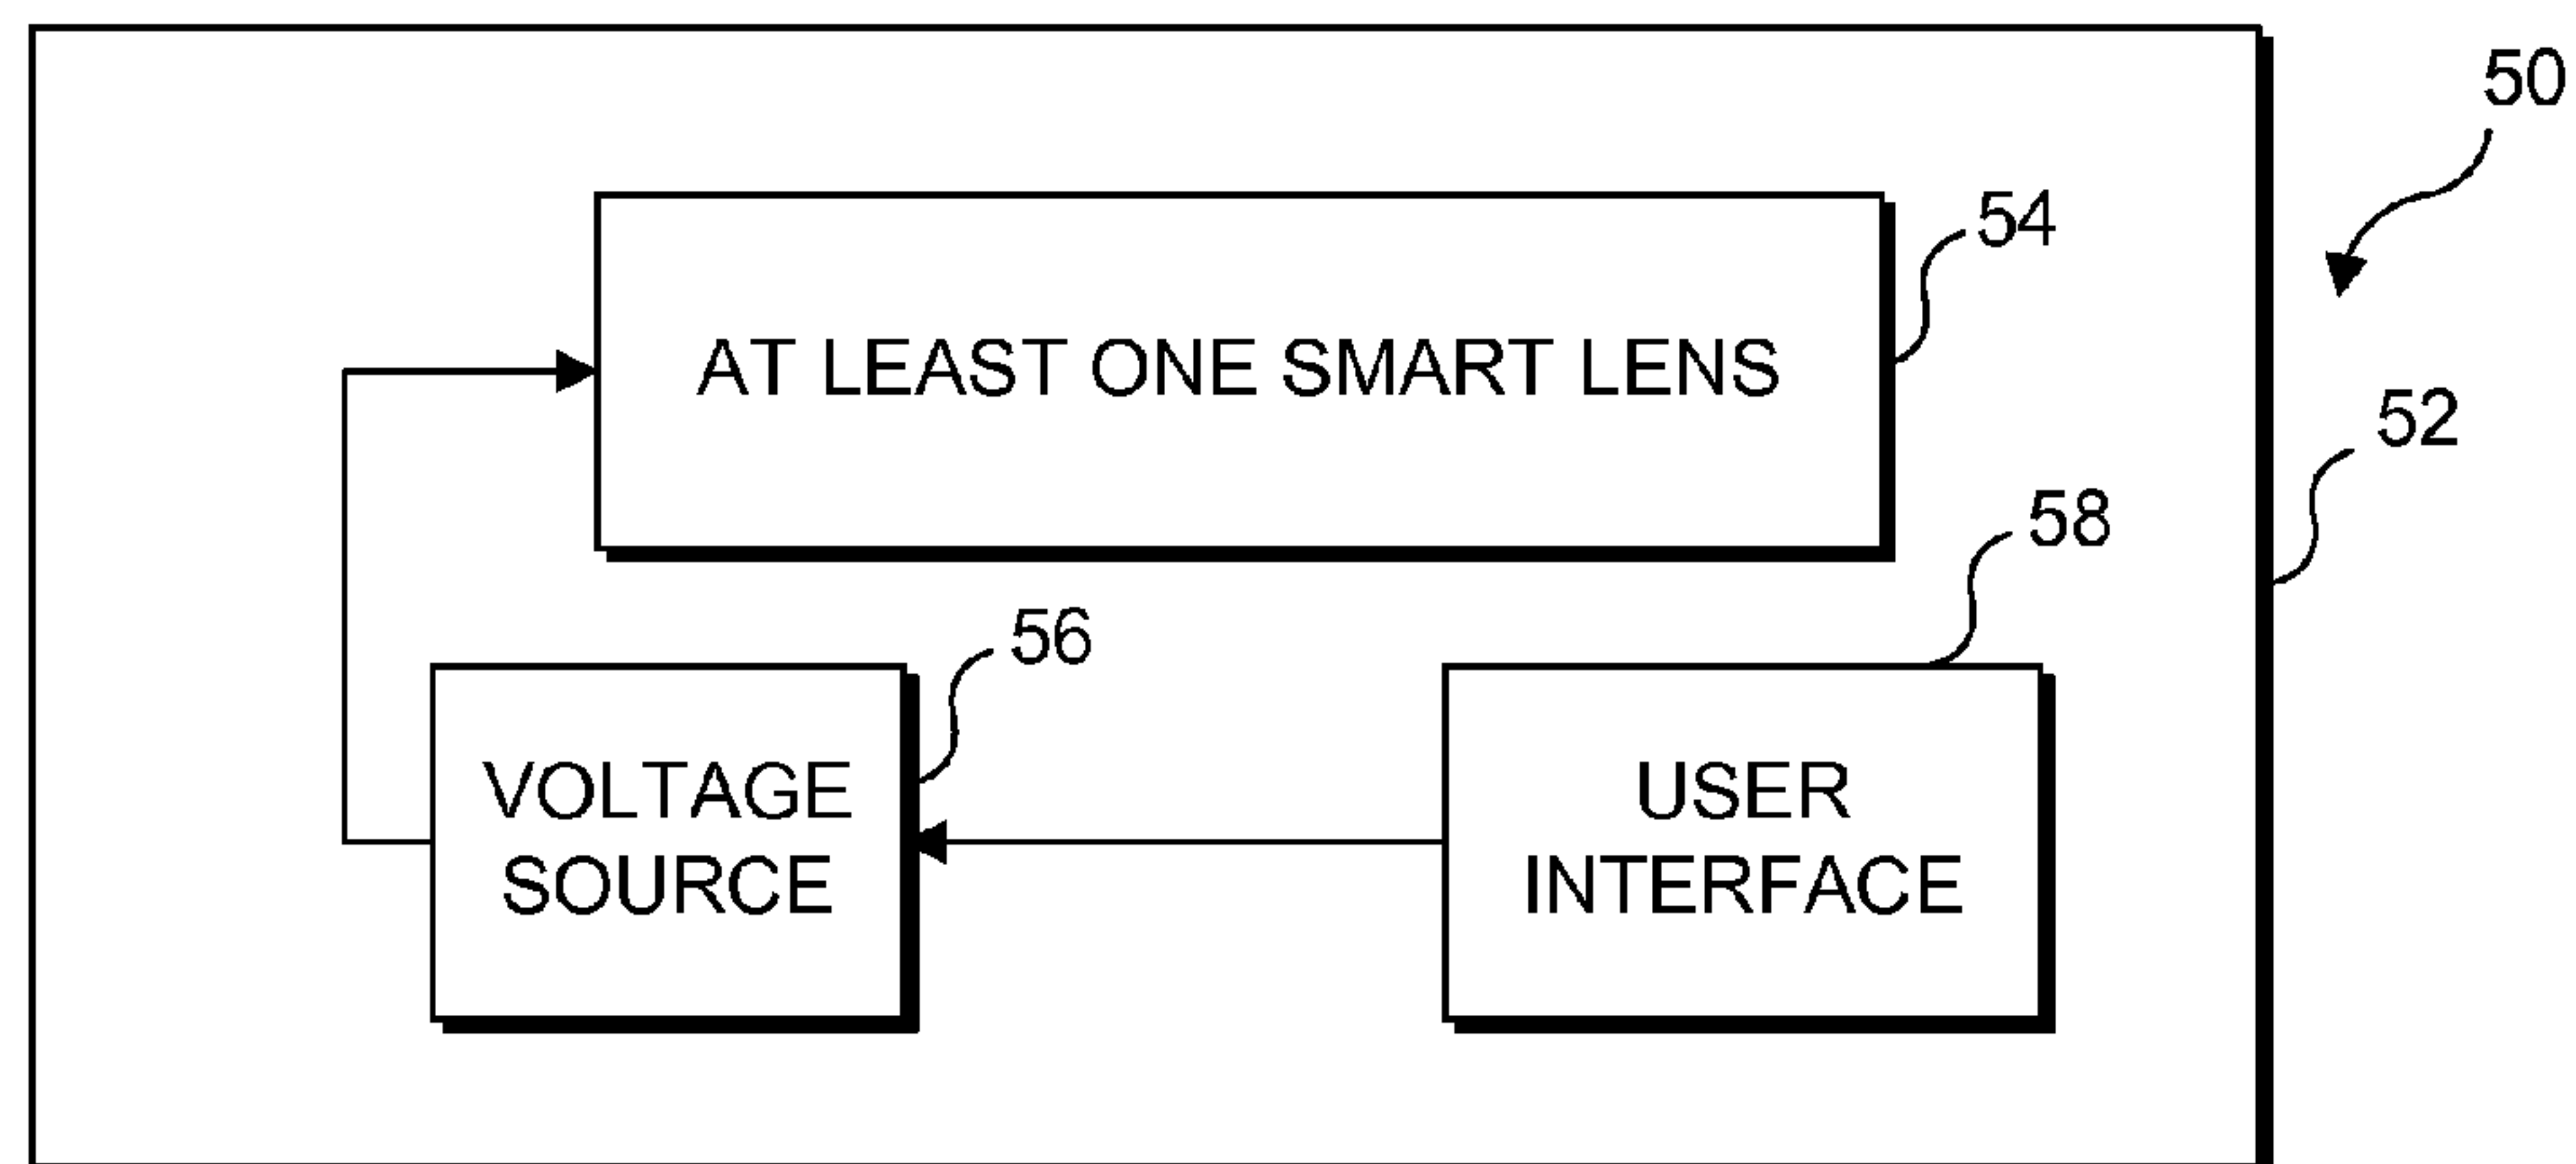 50
54
AT LEAST ONE SMART LENS
52
58
56
VOLTAGE
SOURCE
USER
INTERFACE